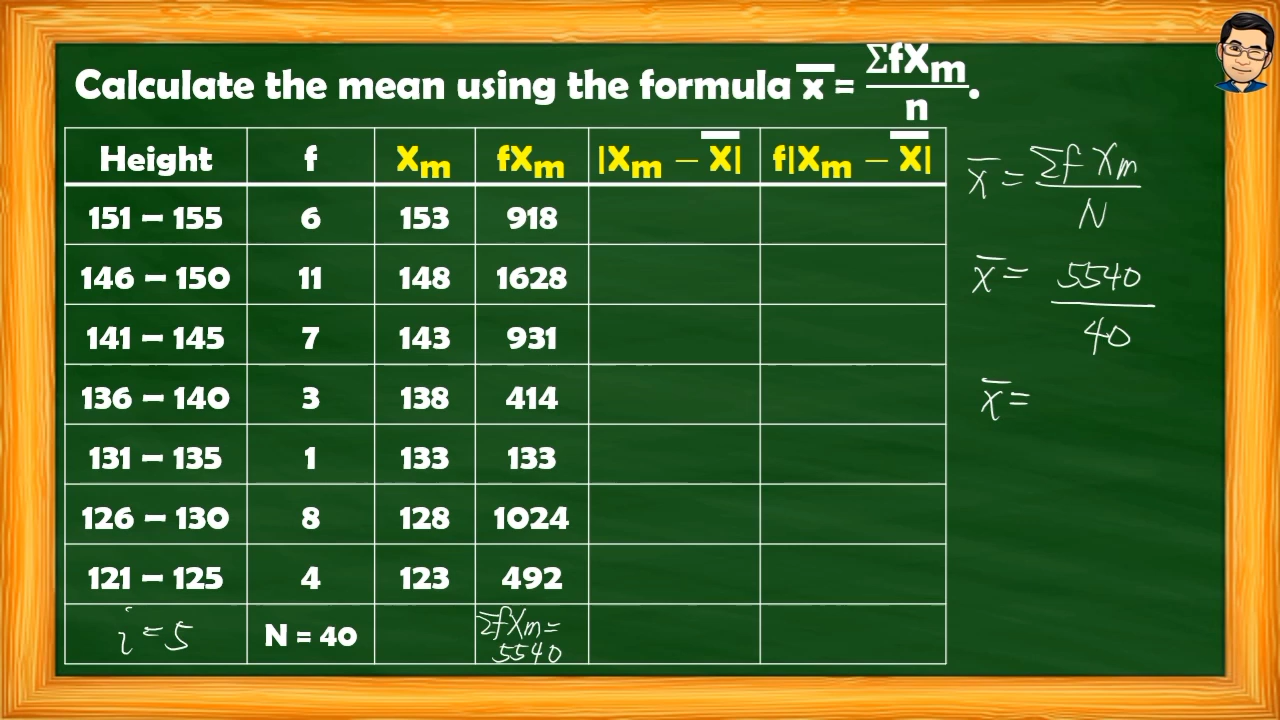 Calculate the mean using the formula x̄ = ΣfXm / n.
Height f Xm fXm |Xm – X̄| f|Xm – X̄|
151 – 155 6 153 918
146 – 150 11 148 1628
141 – 145 7 143 931
136 – 140 3 138 414
131 – 135 1 133 133
126 – 130 8 128 1024
121 – 125 4 123 492
i = 5 N = 40 ΣfXm =
5540
x̄ = Σf Xm / N
x̄ = 5540 / 40
x̄ =